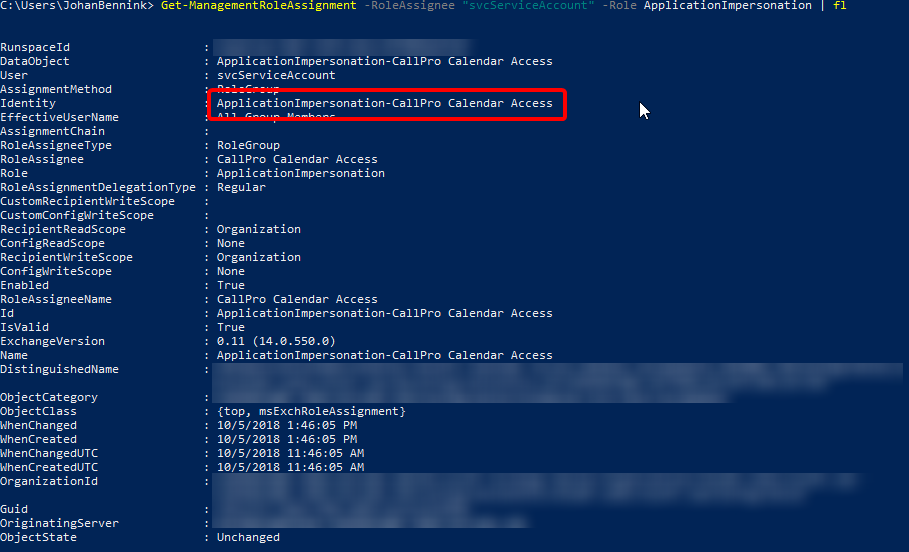 C:\Users\JohanBennink> Get-ManagementRoleAssignment -RoleAssignee "svcServiceAccount" -Role ApplicationImpersonation | fl
RunspaceId :
DataObject : ApplicationImpersonation-CallPro Calendar Access
User : svcServiceAccount
AssignmentMethod : RoleGroup
Identity : ApplicationImpersonation-CallPro Calendar Access
EffectiveUserName : All Group Members
AssignmentChain :
RoleAssigneeType : RoleGroup
RoleAssignee : CallPro Calendar Access
Role : ApplicationImpersonation
RoleAssignmentDelegationType : Regular
CustomRecipientWriteScope :
CustomConfigWriteScope :
RecipientReadScope : Organization
ConfigReadScope : None
RecipientWriteScope : Organization
ConfigWriteScope : None
Enabled : True
RoleAssigneeName : CallPro Calendar Access
Id : ApplicationImpersonation-CallPro Calendar Access
IsValid : True
ExchangeVersion : 0.11 (14.0.550.0)
Name : ApplicationImpersonation-CallPro Calendar Access
DistinguishedName :
ObjectCategory :
ObjectClass : {top, msExchRoleAssignment}
WhenChanged : 10/5/2018 1:46:05 PM
WhenCreated : 10/5/2018 1:46:05 PM
WhenChangedUTC : 10/5/2018 11:46:05 AM
WhenCreatedUTC : 10/5/2018 11:46:05 AM
OrganizationId :
Guid :
OriginatingServer :
ObjectState : Unchanged